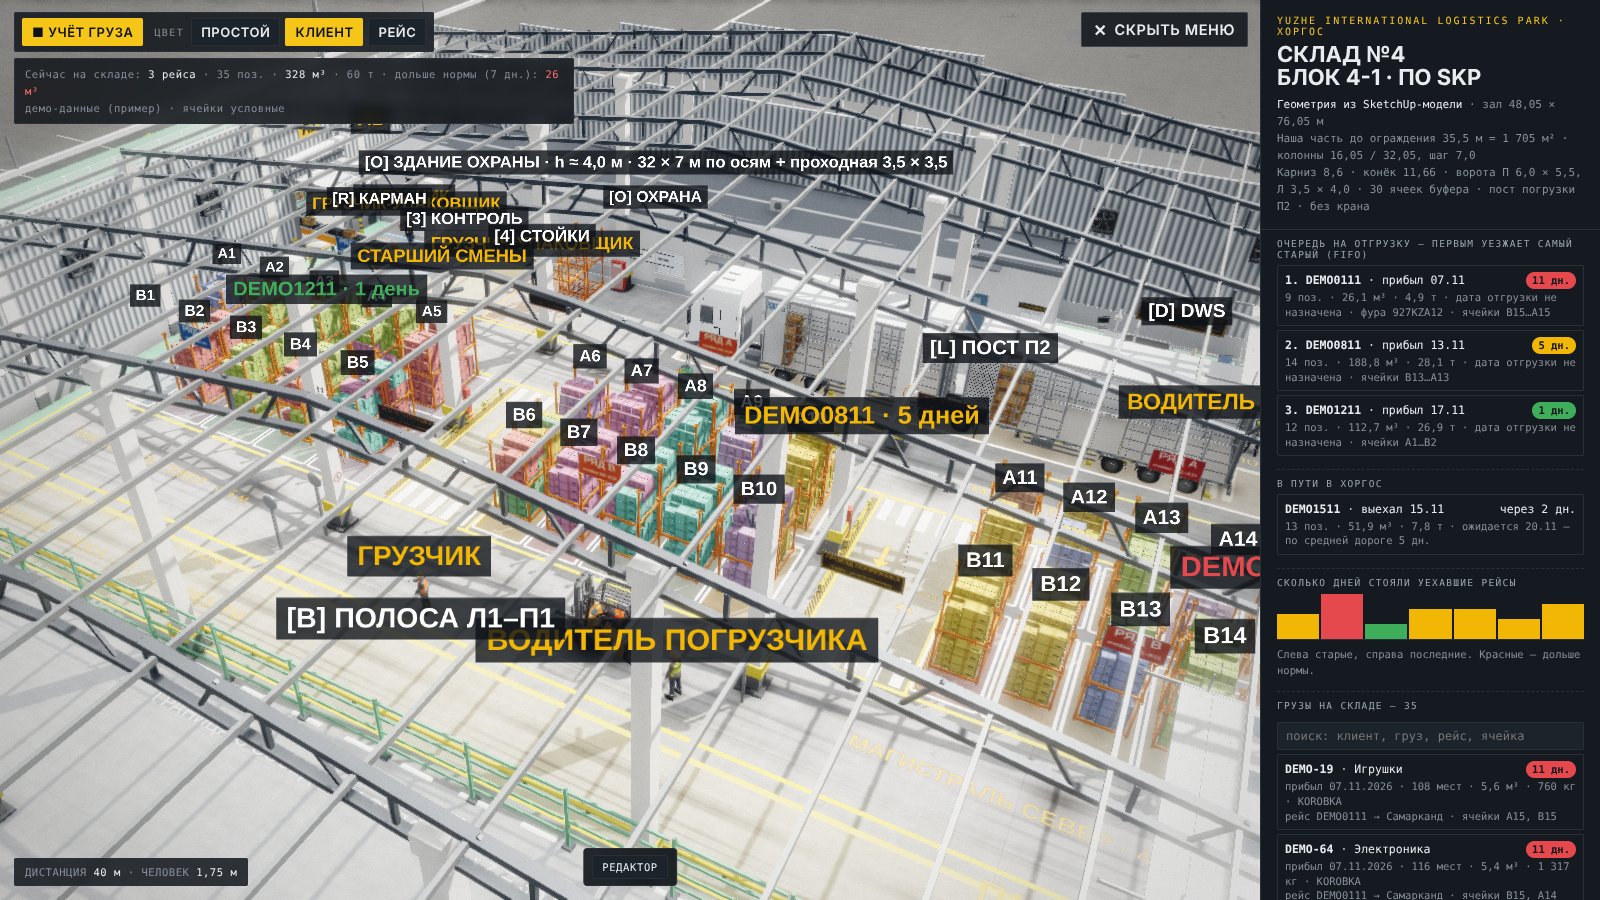 ■ УЧЁТ ГРУЗА ЦВЕТ ПРОСТОЙ КЛИЕНТ РЕЙС
Сейчас на складе: 3 рейса · 35 поз. · 328 м³ · 60 т · дольше нормы (7 дн.): 26
м³
демо-данные (пример) · ячейки условные
✕ СКРЫТЬ МЕНЮ
[O] ЗДАНИЕ ОХРАНЫ · h ≈ 4,0 м · 32 × 7 м по осям + проходная 3,5 × 3,5
[R] КАРМАН
[O] ОХРАНА
[3] КОНТРОЛЬ
[4] СТОЙКИ
СТАРШИЙ СМЕНЫ
A1
A2
DEMO1211 · 1 день
B1
B2
A5
B3
B4
B5
[D] DWS
[L] ПОСТ П2
A6
A7
A8
A9
ВОДИТЕЛЬ
DEMO0811 · 5 дней
B6
B7
B8
B9
B10
РЯД A
РЯД B
РЯД A
A11
A12
A13
A14
DEMO
B11
B12
B13
B14
РЯД B
ГРУЗЧИК
[B] ПОЛОСА Л1–П1
ВОДИТЕЛЬ ПОГРУЗЧИКА
МАГИСТРАЛЬ СЕВЕР
ДИСТАНЦИЯ 40 м · ЧЕЛОВЕК 1,75 м
РЕДАКТОР
YUZHE INTERNATIONAL LOGISTICS PARK ·
ХОРГОС
СКЛАД №4
БЛОК 4-1 · ПО SKP
Геометрия из SketchUp-модели · зал 48,05 ×
76,05 м
Наша часть до ограждения 35,5 м = 1 705 м² ·
колонны 16,05 / 32,05, шаг 7,0
Карниз 8,6 · конёк 11,66 · ворота П 6,0 × 5,5,
Л 3,5 × 4,0 · 30 ячеек буфера · пост погрузки
П2 · без крана
ОЧЕРЕДЬ НА ОТГРУЗКУ — ПЕРВЫМ УЕЗЖАЕТ САМЫЙ
СТАРЫЙ (FIFO)
1. DEMO0111 · прибыл 07.11 11 дн.
9 поз. · 26,1 м³ · 4,9 т · дата отгрузки не
назначена · фура 927KZA12 · ячейки B15…A15
2. DEMO0811 · прибыл 13.11 5 дн.
14 поз. · 188,8 м³ · 28,1 т · дата отгрузки не
назначена · ячейки B13…A13
3. DEMO1211 · прибыл 17.11 1 дн.
12 поз. · 112,7 м³ · 26,9 т · дата отгрузки не
назначена · ячейки A1…B2
В ПУТИ В ХОРГОС
DEMO1511 · выехал 15.11 через 2 дн.
13 поз. · 51,9 м³ · 7,8 т · ожидается 20.11 —
по средней дороге 5 дн.
СКОЛЬКО ДНЕЙ СТОЯЛИ УЕХАВШИЕ РЕЙСЫ
Слева старые, справа последние. Красные — дольше
нормы.
ГРУЗЫ НА СКЛАДЕ — 35
поиск: клиент, груз, рейс, ячейка
DEMO-19 · Игрушки 11 дн.
прибыл 07.11.2026 · 108 мест · 5,6 м³ · 760 кг
· KOROBKA
рейс DEMO0111 → Самарканд · ячейки A15, B15
DEMO-64 · Электроника 11 дн.
прибыл 07.11.2026 · 116 мест · 5,4 м³ · 1 317
кг · KOROBKA
рейс DEMO0111 → Самарканд · ячейки B15, A14